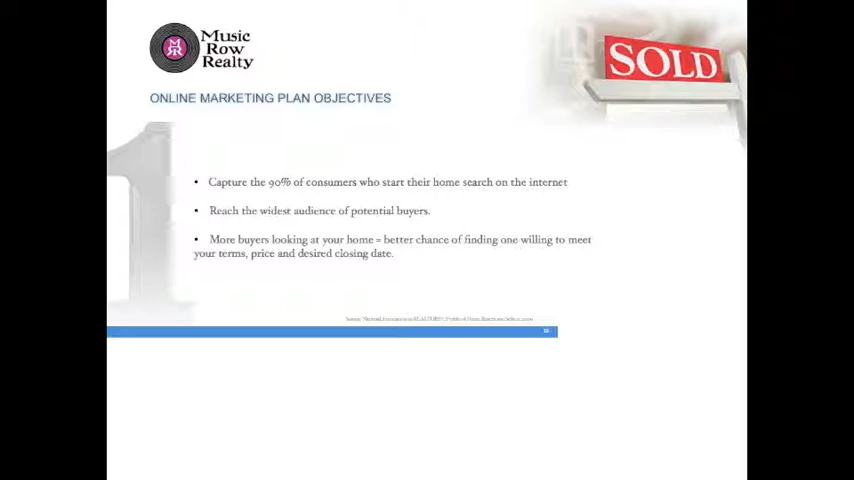 Music
Row
Realty
SOLD
ONLINE MARKETING PLAN OBJECTIVES
• Capture the 90% of consumers who start their home search on the internet
• Reach the widest audience of potential buyers.
• More buyers looking at your home = better chance of finding one willing to meet
your terms, price and desired closing date.